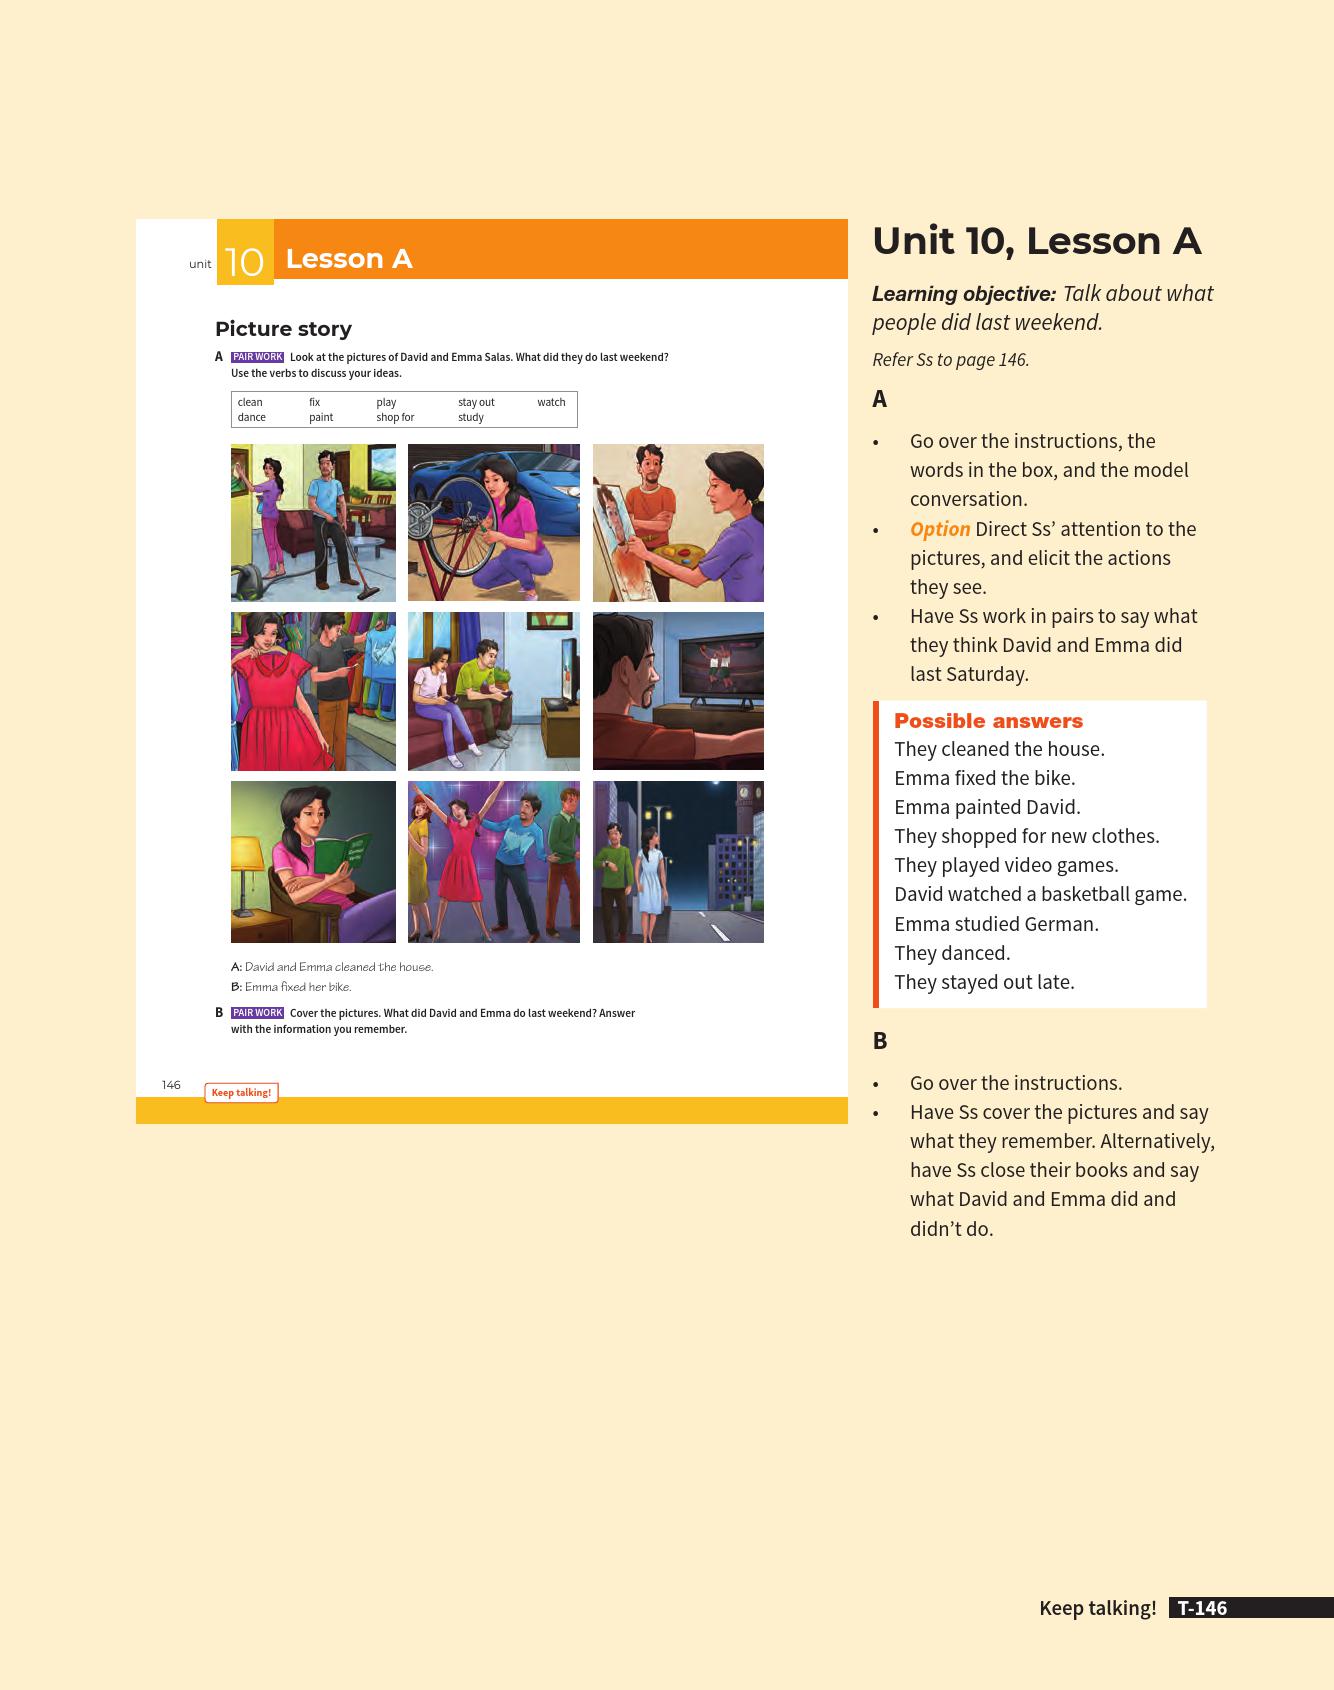 unit 10 Lesson A
Picture story
A PAIR WORK Look at the pictures of David and Emma Salas. What did they do last weekend?
Use the verbs to discuss your ideas.
clean fix play stay out watch
dance paint shop for study
A: David and Emma cleaned the house.
B: Emma fixed her bike.
B PAIR WORK Cover the pictures. What did David and Emma do last weekend? Answer
with the information you remember.
146 Keep talking!
Unit 10, Lesson A
Learning objective: Talk about what
people did last weekend.
Refer Ss to page 146.
A
• Go over the instructions, the
words in the box, and the model
conversation.
• Option Direct Ss’ attention to the
pictures, and elicit the actions
they see.
• Have Ss work in pairs to say what
they think David and Emma did
last Saturday.
Possible answers
They cleaned the house.
Emma fixed the bike.
Emma painted David.
They shopped for new clothes.
They played video games.
David watched a basketball game.
Emma studied German.
They danced.
They stayed out late.
B
• Go over the instructions.
• Have Ss cover the pictures and say
what they remember. Alternatively,
have Ss close their books and say
what David and Emma did and
didn’t do.
Keep talking! T-146